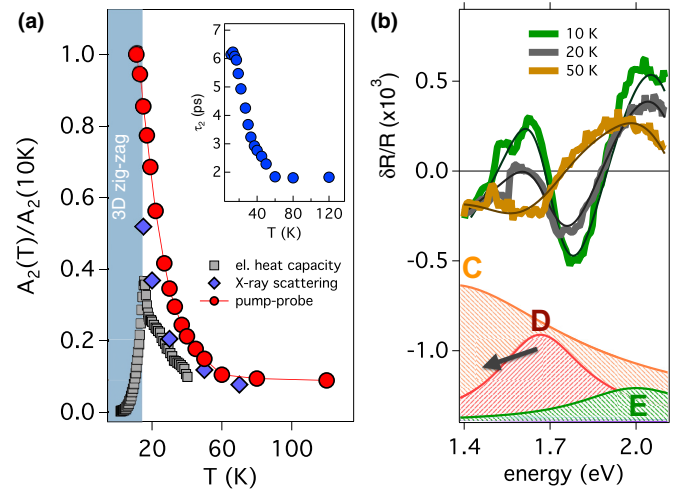 (a)
1.0
0.8
0.6
0.4
0.2
0.0
A₂(T)/A₂(10K)
3D zig-zag
7
6
5
4
3
2
τ₂ (ps)
40
80
120
T (K)
el. heat capacity
X-ray scattering
pump-probe
20
60
100
T (K)
(b)
10 K
20 K
50 K
0.5
0.0
-0.5
-1.0
δR/R (x10³)
C
D
E
1.4
1.7
2.0
energy (eV)